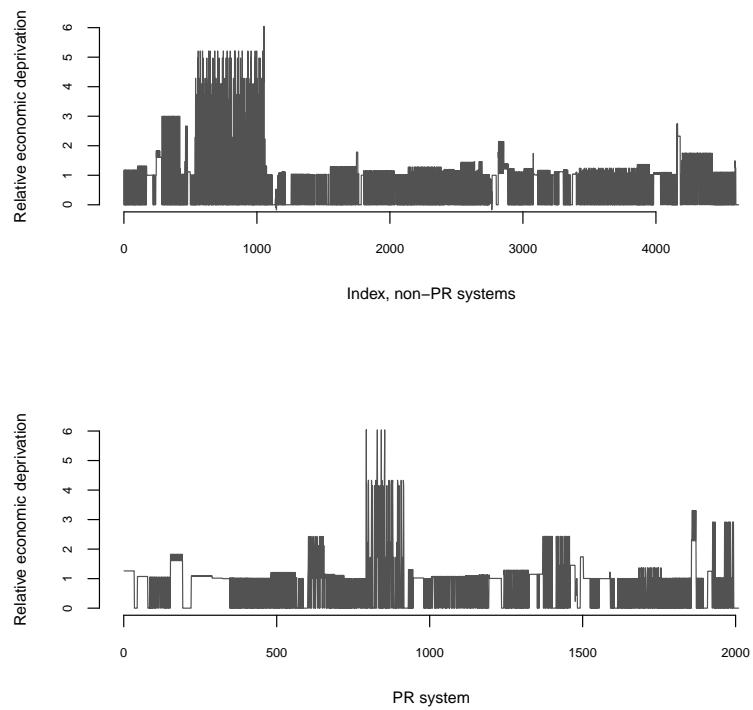 Relative economic deprivation
6
5
4
3
2
1
0
0 1000 2000 3000 4000
Index, non−PR systems
Relative economic deprivation
6
5
4
3
2
1
0
0 500 1000 1500 2000
PR system